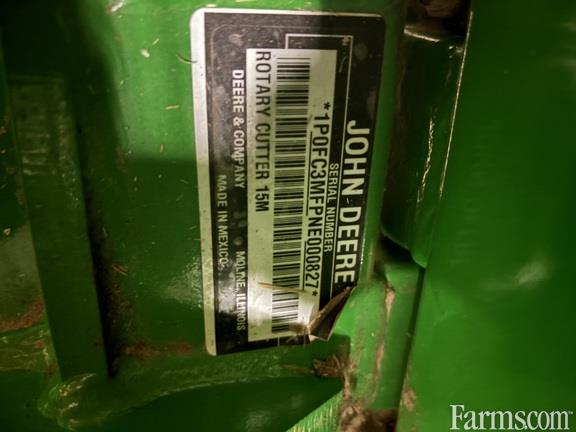 JOHN DEERE
SERIAL NUMBER
*1P0FC3MFPNE000827*
ROTARY CUTTER 15M
DEERE & COMPANY MOLINE, ILLINOIS
MADE IN MEXICO
Farms.com